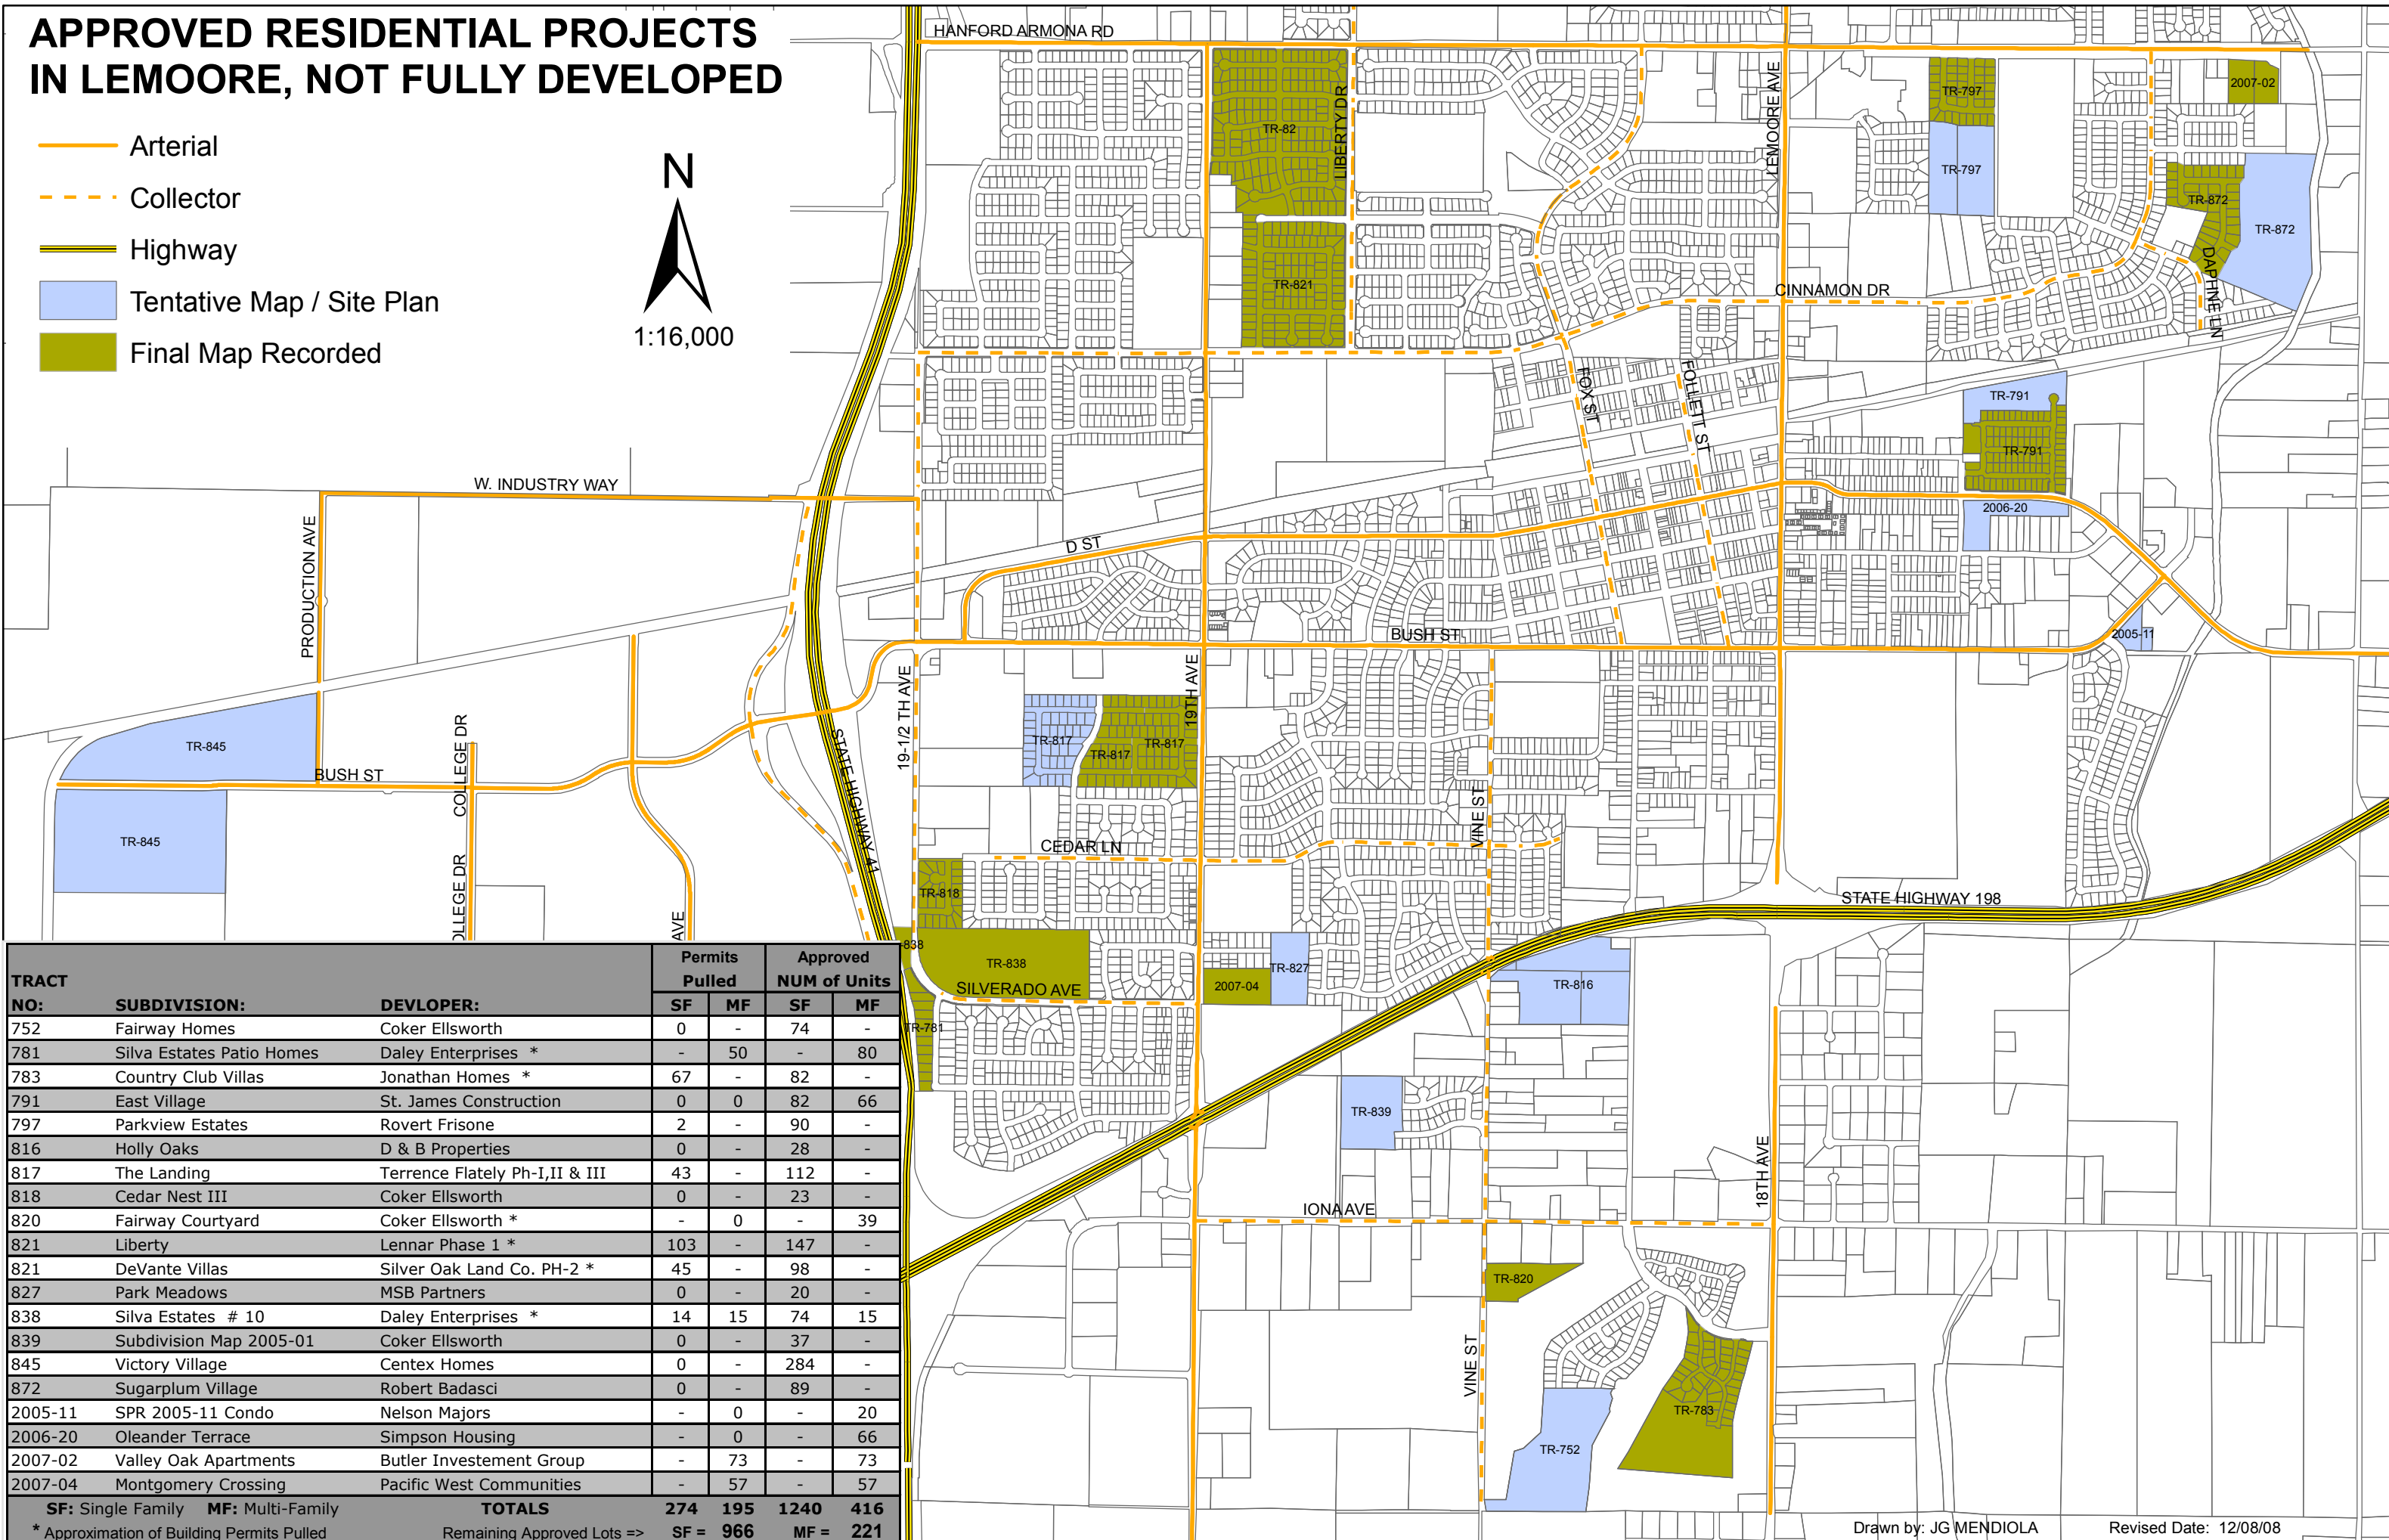 APPROVED RESIDENTIAL PROJECTS
IN LEMOORE, NOT FULLY DEVELOPED
Arterial
Collector
Highway
Tentative Map / Site Plan
Final Map Recorded
N
1:16,000
HANFORD ARMONA RD
LIBERTY DR
LEMOORE AVE
TR-82
TR-821
TR-797
TR-797
2007-02
TR-872
TR-872
DAPHNE LN
CINNAMON DR
FOX ST
FOLLETT ST
TR-791
TR-791
2006-20
2005-11
W. INDUSTRY WAY
PRODUCTION AVE
D ST
BUSH ST
19-1/2 TH AVE
19TH AVE
STATE HIGHWAY 41
TR-817
TR-817
TR-817
VINE ST
CEDAR LN
TR-845
BUSH ST
COLLEGE DR
TR-845
OLLEGE DR
AVE
TR-818
-838
TR-838
SILVERADO AVE
TR-781
2007-04
TR-827
STATE HIGHWAY 198
TR-816
TR-839
18TH AVE
IONA AVE
TR-820
VINE ST
TR-783
TR-752
Permits Approved
TRACT Pulled NUM of Units
NO: SUBDIVISION: DEVLOPER: SF MF SF MF
752 Fairway Homes Coker Ellsworth 0 - 74 -
781 Silva Estates Patio Homes Daley Enterprises * - 50 - 80
783 Country Club Villas Jonathan Homes * 67 - 82 -
791 East Village St. James Construction 0 0 82 66
797 Parkview Estates Rovert Frisone 2 - 90 -
816 Holly Oaks D & B Properties 0 - 28 -
817 The Landing Terrence Flately Ph-I,II & III 43 - 112 -
818 Cedar Nest III Coker Ellsworth 0 - 23 -
820 Fairway Courtyard Coker Ellsworth * - 0 - 39
821 Liberty Lennar Phase 1 * 103 - 147 -
821 DeVante Villas Silver Oak Land Co. PH-2 * 45 - 98 -
827 Park Meadows MSB Partners 0 - 20 -
838 Silva Estates # 10 Daley Enterprises * 14 15 74 15
839 Subdivision Map 2005-01 Coker Ellsworth 0 - 37 -
845 Victory Village Centex Homes 0 - 284 -
872 Sugarplum Village Robert Badasci 0 - 89 -
2005-11 SPR 2005-11 Condo Nelson Majors - 0 - 20
2006-20 Oleander Terrace Simpson Housing - 0 - 66
2007-02 Valley Oak Apartments Butler Investement Group - 73 - 73
2007-04 Montgomery Crossing Pacific West Communities - 57 - 57
SF: Single Family MF: Multi-Family TOTALS 274 195 1240 416
* Approximation of Building Permits Pulled Remaining Approved Lots => SF = 966 MF = 221
Drawn by: JG MENDIOLA Revised Date: 12/08/08